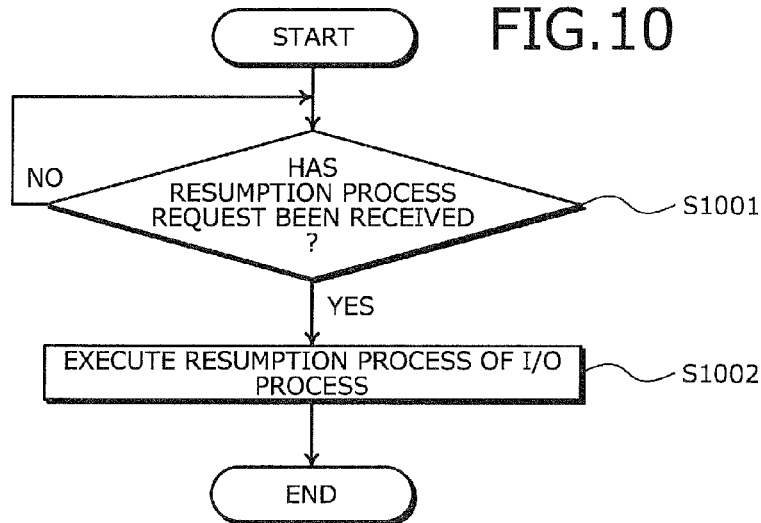 FIG.10
START
HAS
RESUMPTION PROCESS
REQUEST BEEN RECEIVED
?
NO
S1001
YES
EXECUTE RESUMPTION PROCESS OF I/O
PROCESS
S1002
END